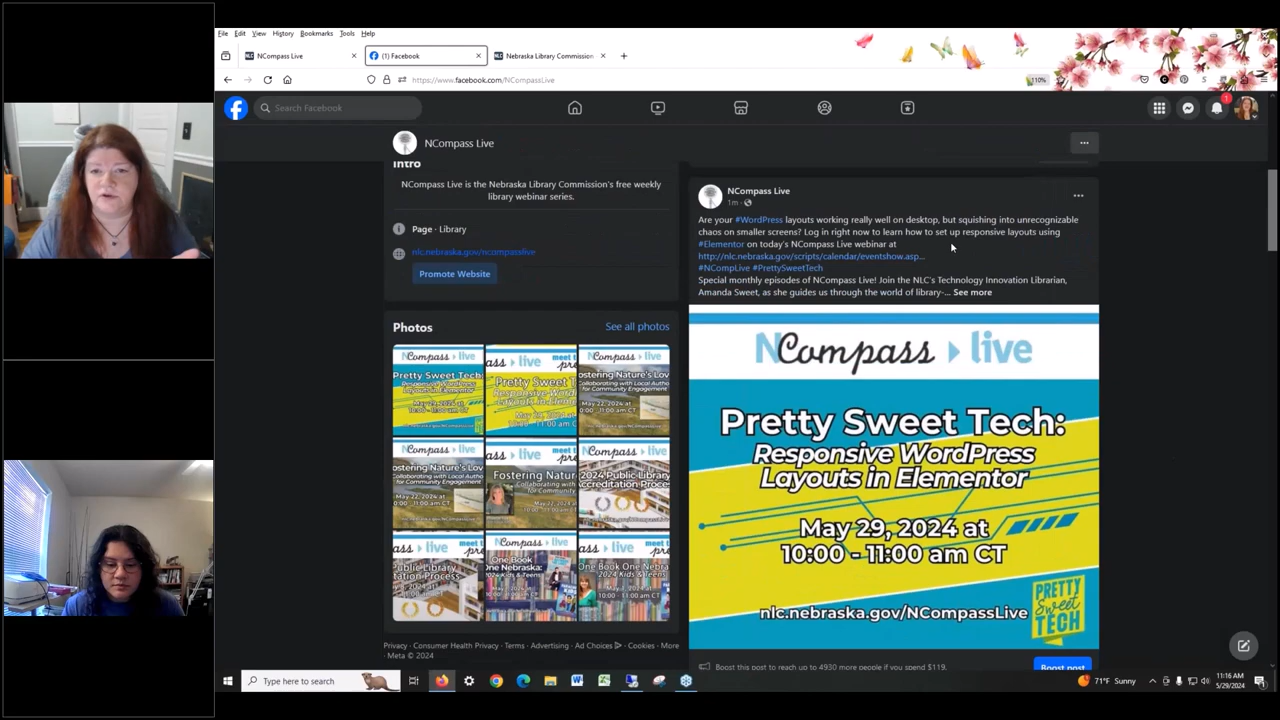 File Edit View History Bookmarks Tools Help
NCompass Live
(1) Facebook
Nebraska Library Commission
https://www.facebook.com/NCompassLive
110%
Search Facebook
1
NCompass Live
Intro
NCompass Live is the Nebraska Library Commission's free weekly
library webinar series.
Page · Library
nlc.nebraska.gov/ncompasslive
Promote Website
Photos
See all photos
Privacy · Consumer Health Privacy · Terms · Advertising · Ad Choices · Cookies · More
· Meta © 2024
NCompass Live
1m ·
Are your #WordPress layouts working really well on desktop, but squishing into unrecognizable
chaos on smaller screens? Log in right now to learn how to set up responsive layouts using
#Elementor on today's NCompass Live webinar at
http://nlc.nebraska.gov/scripts/calendar/eventshow.asp...
#NCompLive #PrettySweetTech
Special monthly episodes of NCompass Live! Join the NLC's Technology Innovation Librarian,
Amanda Sweet, as she guides us through the world of library-... See more
NCompass live
Pretty Sweet Tech:
Responsive WordPress
Layouts in Elementor
May 29, 2024 at
10:00 - 11:00 am CT
nlc.nebraska.gov/NCompassLive
PRETTY
Sweet
TECH
Boost this post to reach up to 4930 more people if you spend $119.
Boost post
Type here to search
71°F Sunny
11:16 AM
5/29/2024